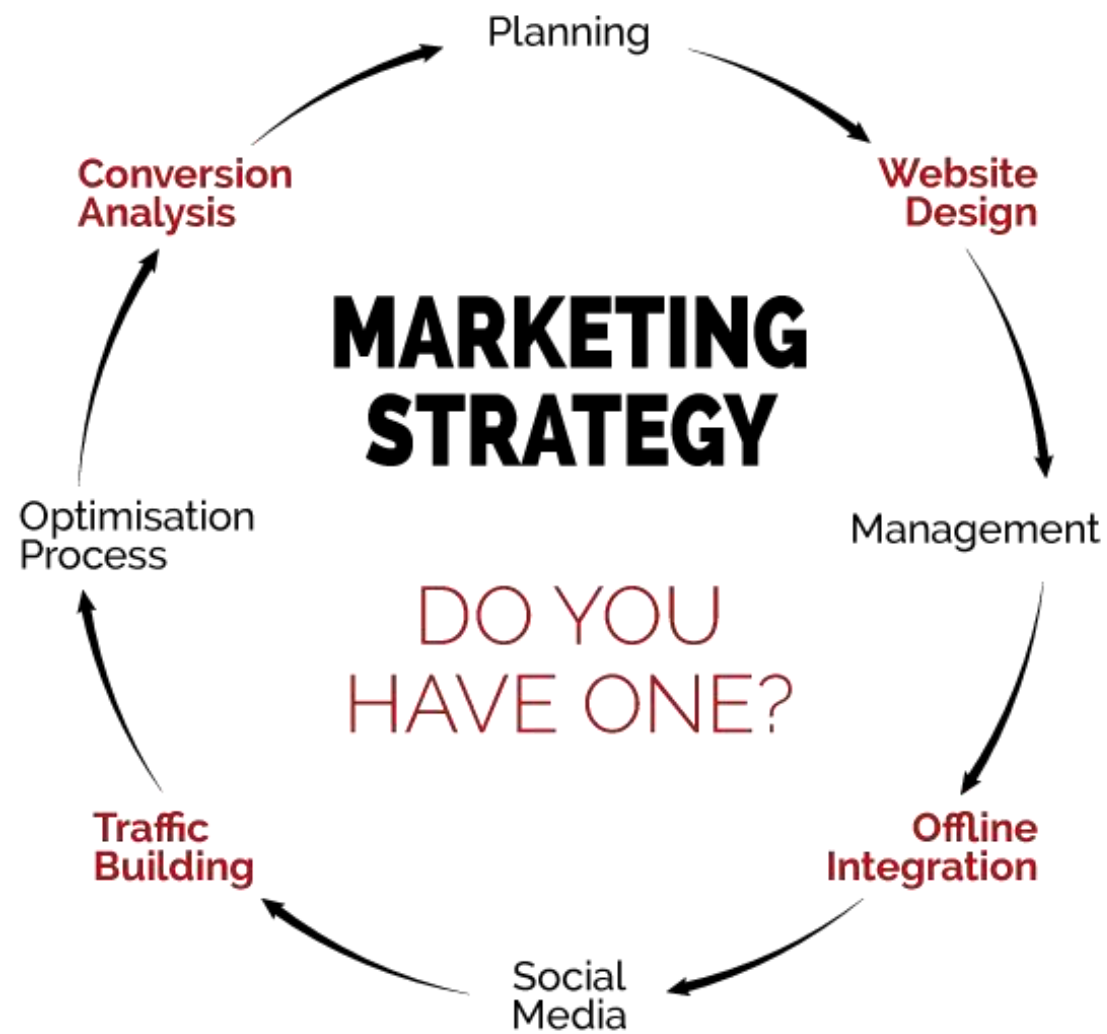 Planning
Website
Design
Management
Offline
Integration
Social
Media
Traffic
Building
Optimisation
Process
Conversion
Analysis
MARKETING
STRATEGY
DO YOU
HAVE ONE?